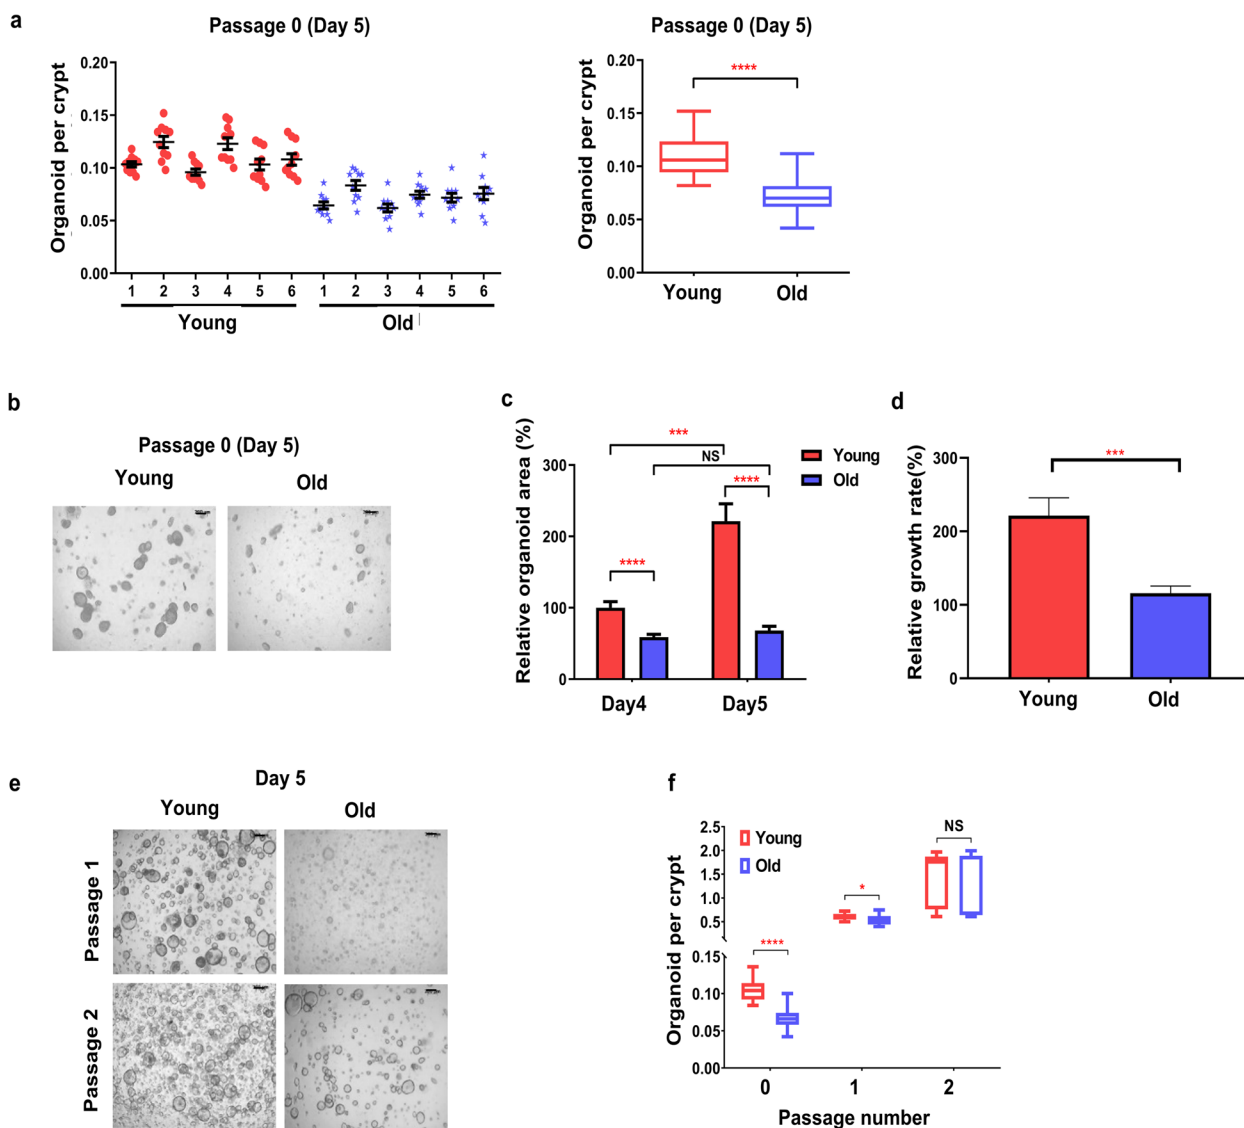 a
Passage 0 (Day 5)
Organoid per crypt
0.20
0.15
0.10
0.05
0.00
1 2 3 4 5 6 1 2 3 4 5 6
Young Old
Passage 0 (Day 5)
Organoid per crypt
0.20
0.15
0.10
0.05
0.00
****
Young Old
b
Passage 0 (Day 5)
Young Old
c
Relative organoid area (%)
300
200
100
0
***
NS
****
****
Day4 Day5
Young
Old
d
Relative growth rate(%)
300
200
100
0
***
Young Old
e
Day 5
Young Old
Passage 1
Passage 2
f
Organoid per crypt
2.5
2.0
1.5
1.0
0.5
0.15
0.10
0.05
0.00
Young
Old
****
*
NS
0 1 2
Passage number